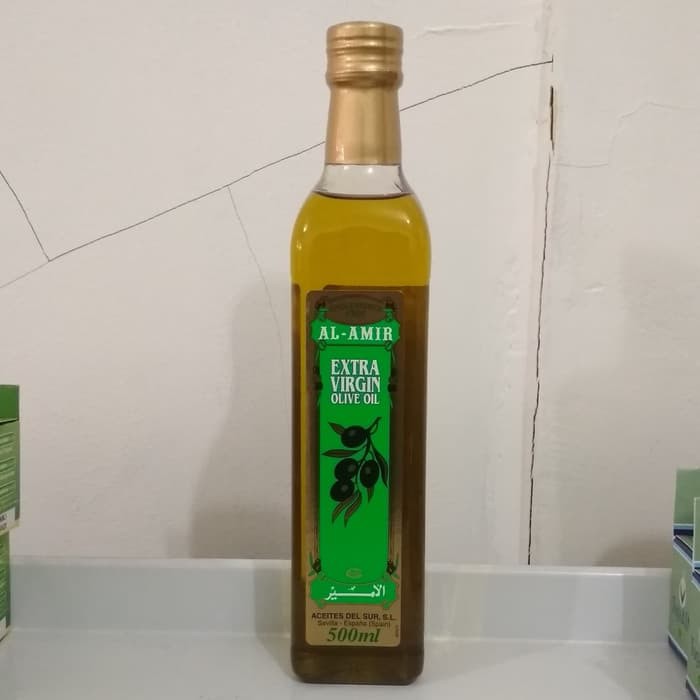 AL-AMIR
EXTRA
VIRGIN
OLIVE OIL
الأمير
ACEITES DEL SUR, S.L.
Sevilla - España (Spain)
500ml